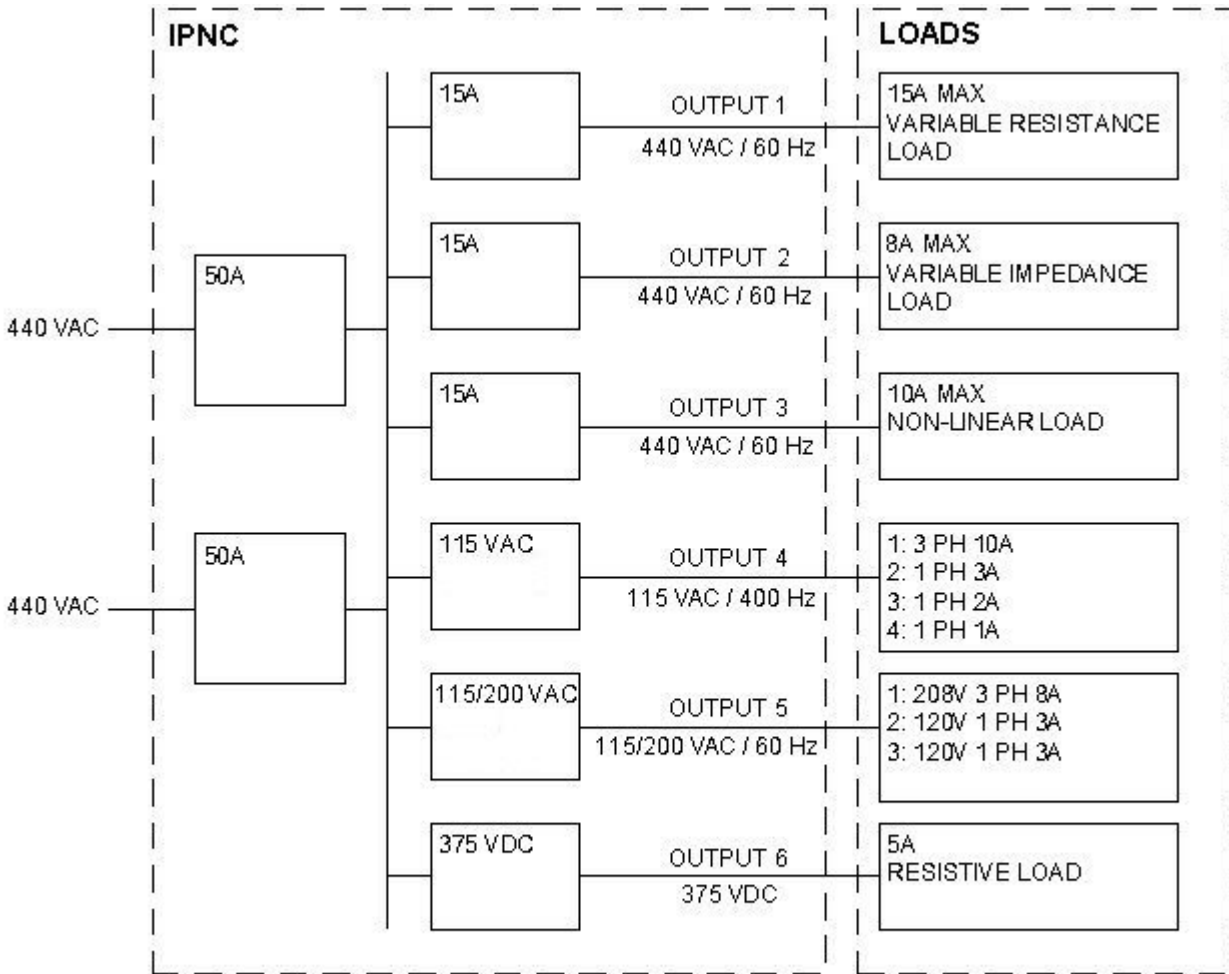 IPNC
LOADS
15A
OUTPUT 1
440 VAC / 60 Hz
15A MAX
VARIABLE RESISTANCE
LOAD
15A
OUTPUT 2
440 VAC / 60 Hz
8A MAX
VARIABLE IMPEDANCE
LOAD
50A
440 VAC
15A
OUTPUT 3
440 VAC / 60 Hz
10A MAX
NON-LINEAR LOAD
50A
440 VAC
115 VAC
OUTPUT 4
115 VAC / 400 Hz
1: 3 PH 10A
2: 1 PH 3A
3: 1 PH 2A
4: 1 PH 1A
115/200 VAC
OUTPUT 5
115/200 VAC / 60 Hz
1: 208V 3 PH 8A
2: 120V 1 PH 3A
3: 120V 1 PH 3A
375 VDC
OUTPUT 6
375 VDC
5A
RESISTIVE LOAD